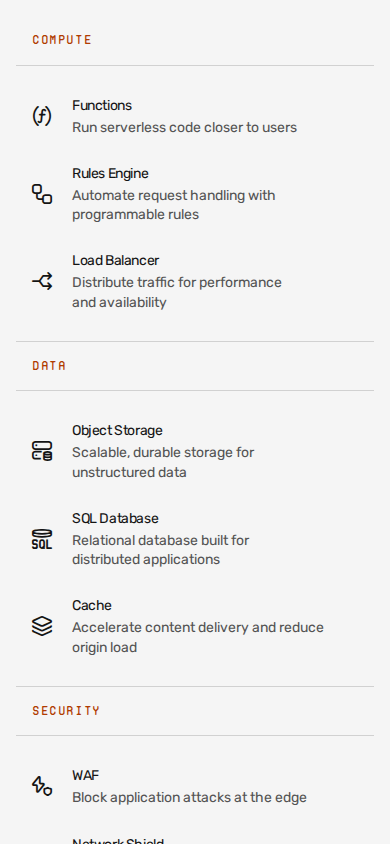 COMPUTE
Functions
Run serverless code closer to users
Rules Engine
Automate request handling with
programmable rules
Load Balancer
Distribute traffic for performance
and availability
DATA
Object Storage
Scalable, durable storage for
unstructured data
SQL Database
Relational database built for
distributed applications
SQL
Cache
Accelerate content delivery and reduce
origin load
SECURITY
WAF
Block application attacks at the edge
Network Shield